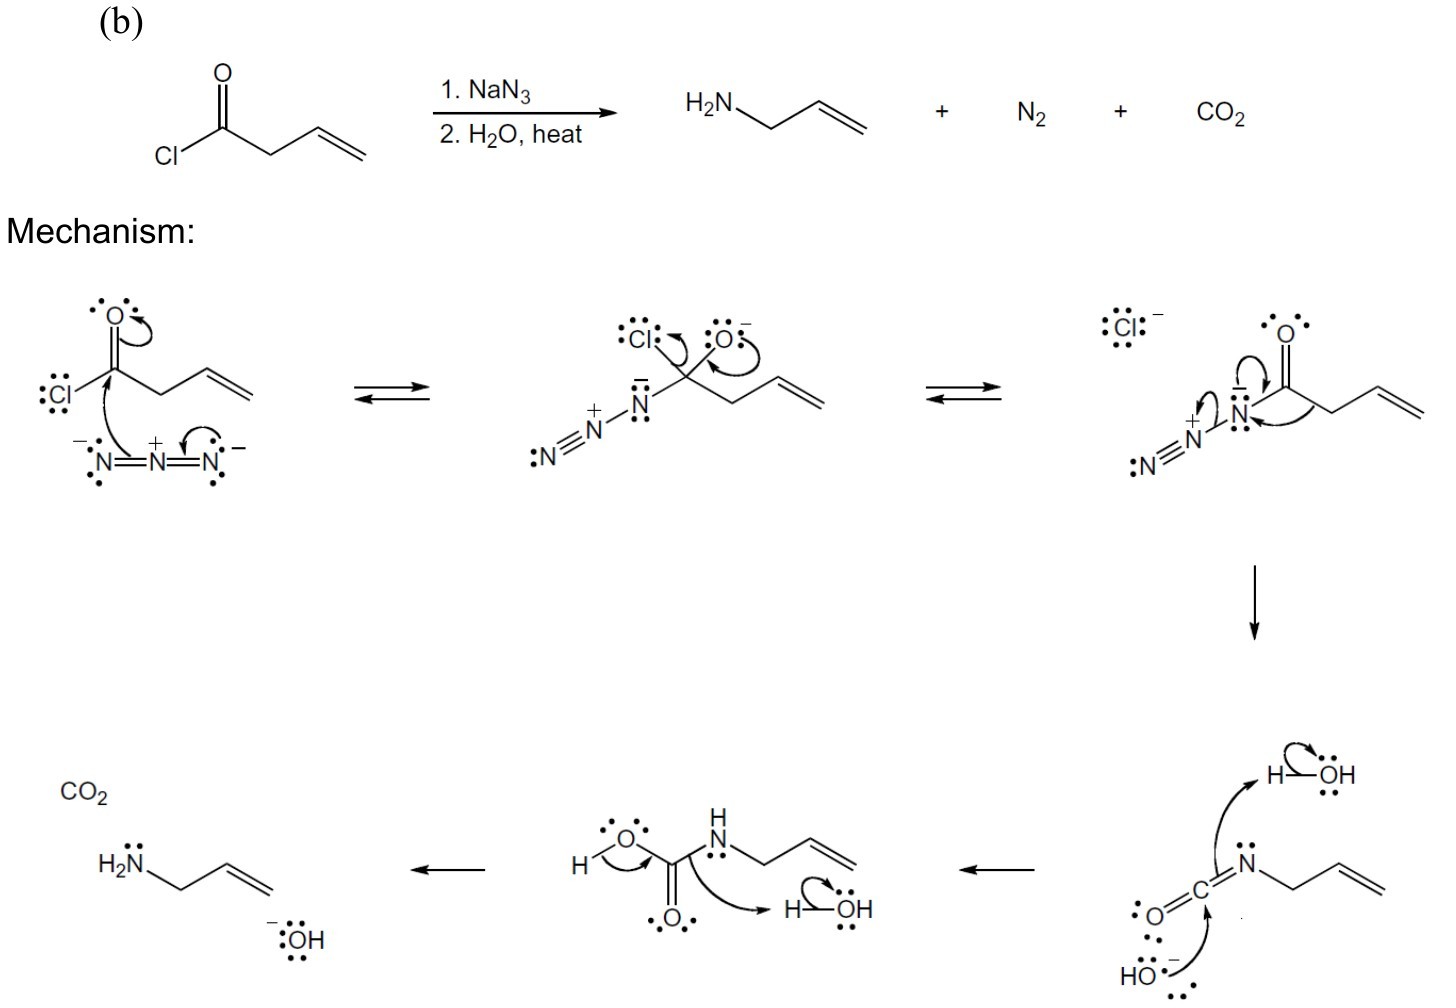 (b)
O
Cl
1. NaN3
2. H2O, heat
H2N
+
N2
+
CO2
Mechanism:
O
Cl
− N + N N −
Cl
O −
N −
N +
N
Cl −
O
N −
N +
N
H OH
N
C
O
HO −
H
N
O
H
O
H OH
CO2
H2N
− OH